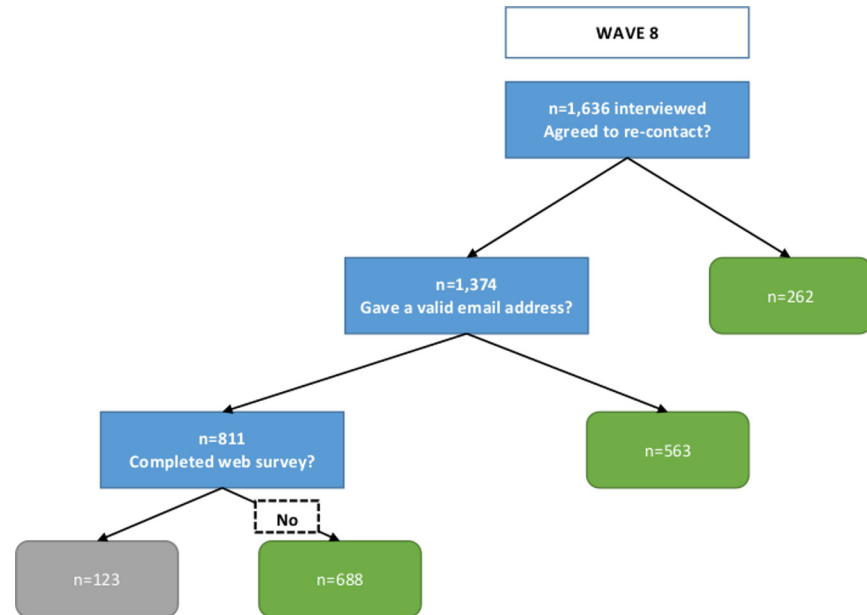 WAVE 8
n=1,636 interviewed
Agreed to re-contact?
n=1,374
Gave a valid email address?
n=262
n=811
Completed web survey?
n=563
No
n=123
n=688